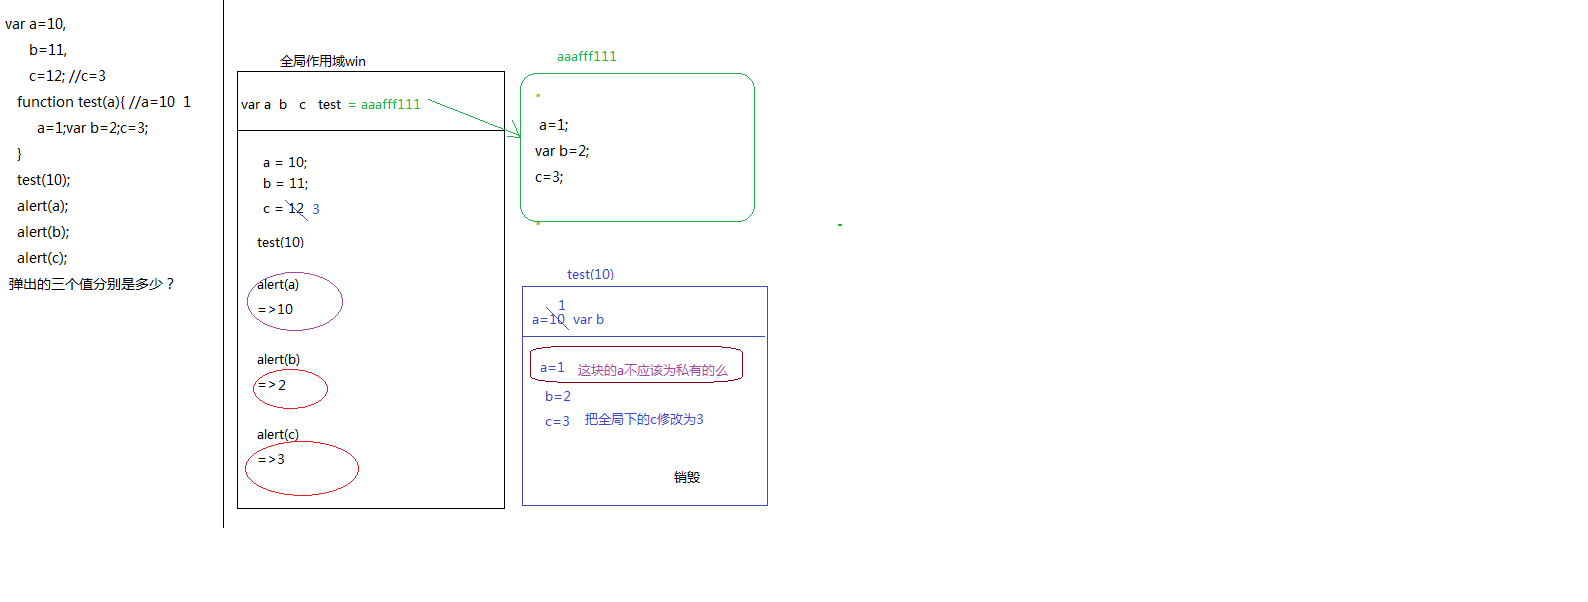 var a=10,
b=11,
c=12; //c=3
function test(a){ //a=10 1
a=1;var b=2;c=3;
}
test(10);
alert(a);
alert(b);
alert(c);
弹出的三个值分别是多少？
全局作用域win
var a b c test = aaafff111
a = 10;
b = 11;
c = 12 3
test(10)
alert(a)
=>10
alert(b)
=>2
alert(c)
=>3
aaafff111
"
a=1;
var b=2;
c=3;
"
test(10)
1
a=10 var b
a=1 这块的a不应该为私有的么
b=2
c=3 把全局下的c修改为3
销毁